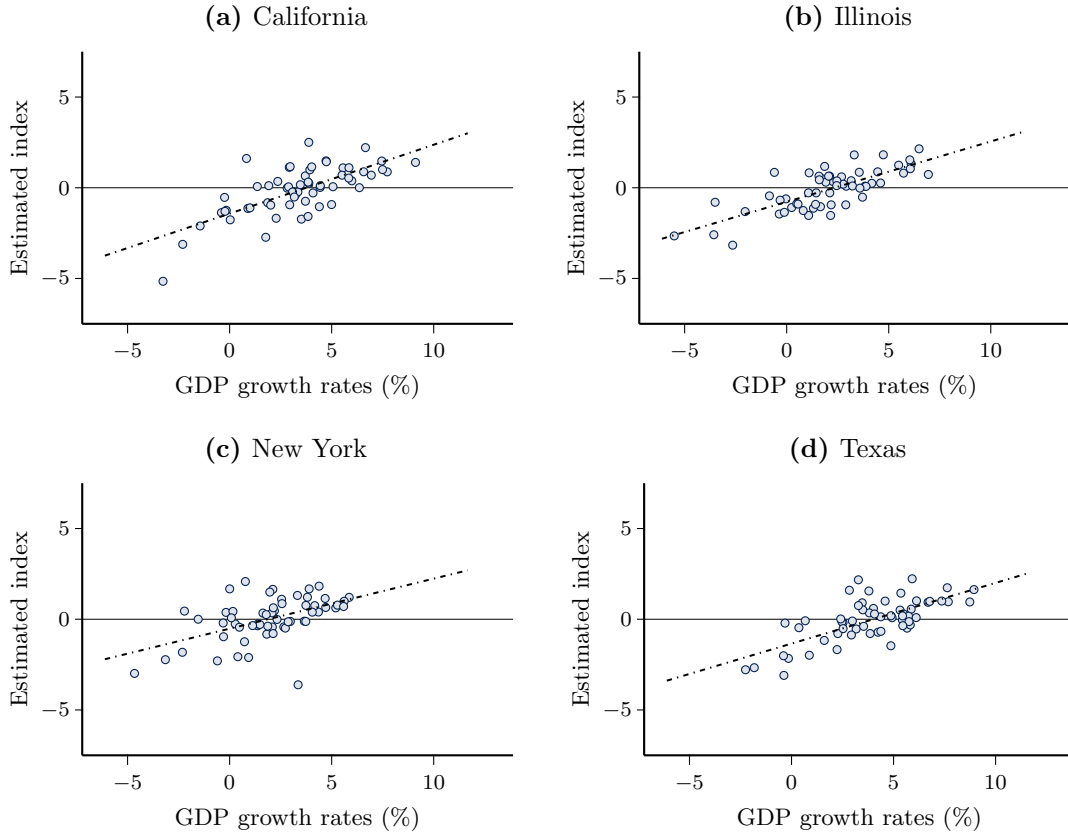 (a) California
(b) Illinois
Estimated index
5
0
−5
−5
0
5
10
GDP growth rates (%)
Estimated index
5
0
−5
−5
0
5
10
GDP growth rates (%)
(c) New York
(d) Texas
Estimated index
5
0
−5
−5
0
5
10
GDP growth rates (%)
Estimated index
5
0
−5
−5
0
5
10
GDP growth rates (%)